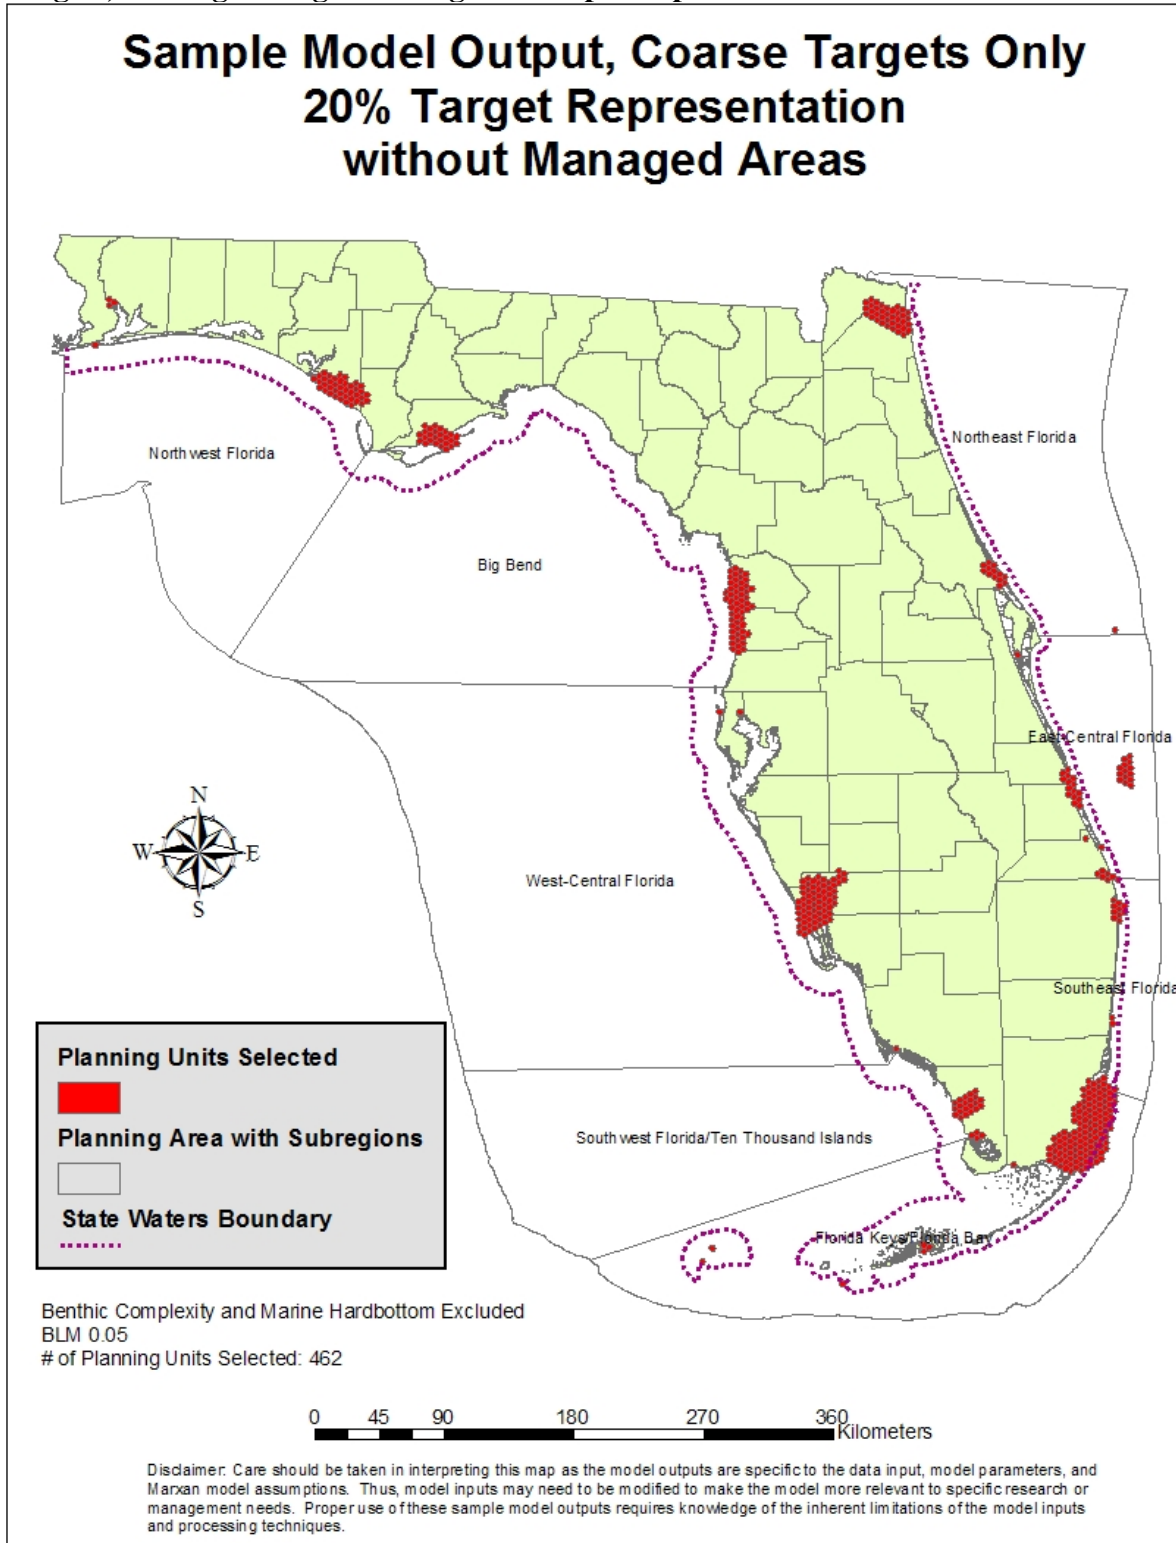 Sample Model Output, Coarse Targets Only
20% Target Representation
without Managed Areas
Northwest Florida
Northeast Florida
Big Bend
East-Central Florida
N
W
E
S
West-Central Florida
Southeast Florida
Planning Units Selected
Planning Area with Subregions
State Waters Boundary
Southwest Florida/Ten Thousand Islands
Florida Keys/Florida Bay
Benthic Complexity and Marine Hardbottom Excluded
BLM 0.05
# of Planning Units Selected: 462
0 45 90 180 270 360
Kilometers
Disclaimer: Care should be taken in interpreting this map as the model outputs are specific to the data input, model parameters, and
Marxan model assumptions. Thus, model inputs may need to be modified to make the model more relevant to specific research or
management needs. Proper use of these sample model outputs requires knowledge of the inherent limitations of the model inputs
and processing techniques.